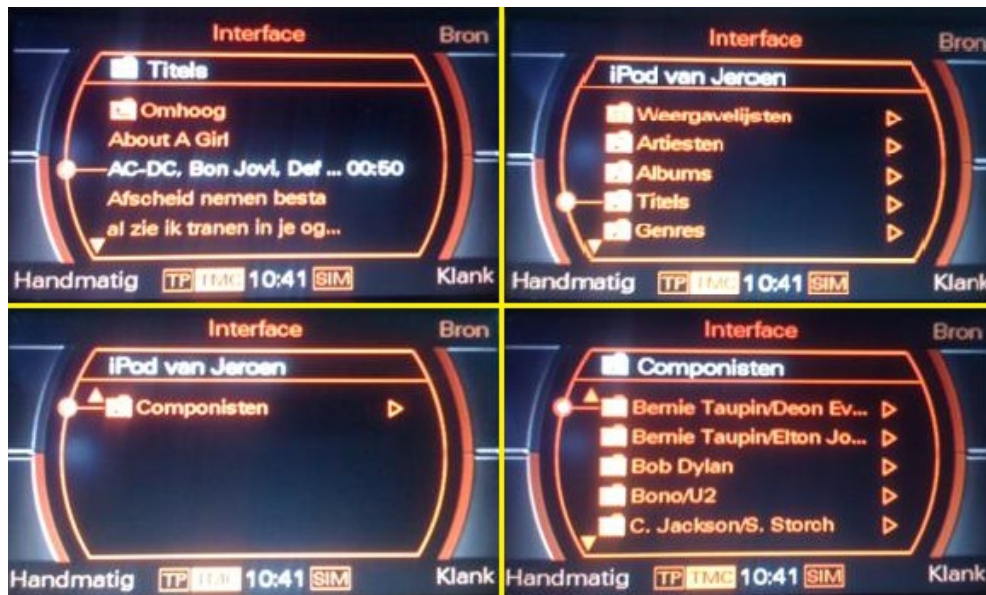 Interface Bron
Titels
Omhoog
About A Girl
AC-DC, Bon Jovi, Def ... 00:50
Afscheid nemen besta
al zie ik tranen in je og...
Handmatig TP TMC 10:41 SIM Klank
Interface Bron
iPod van Jeroen
Weergavelijsten
Artiesten
Albums
Titels
Genres
Handmatig TP TMC 10:41 SIM Klank
Interface Bron
iPod van Jeroen
Componisten
Handmatig TP TMC 10:41 SIM Klank
Interface Bron
Componisten
Bernie Taupin/Deon Ev...
Bernie Taupin/Elton Jo...
Bob Dylan
Bono/U2
C. Jackson/S. Storch
Handmatig TP TMC 10:41 SIM Klank